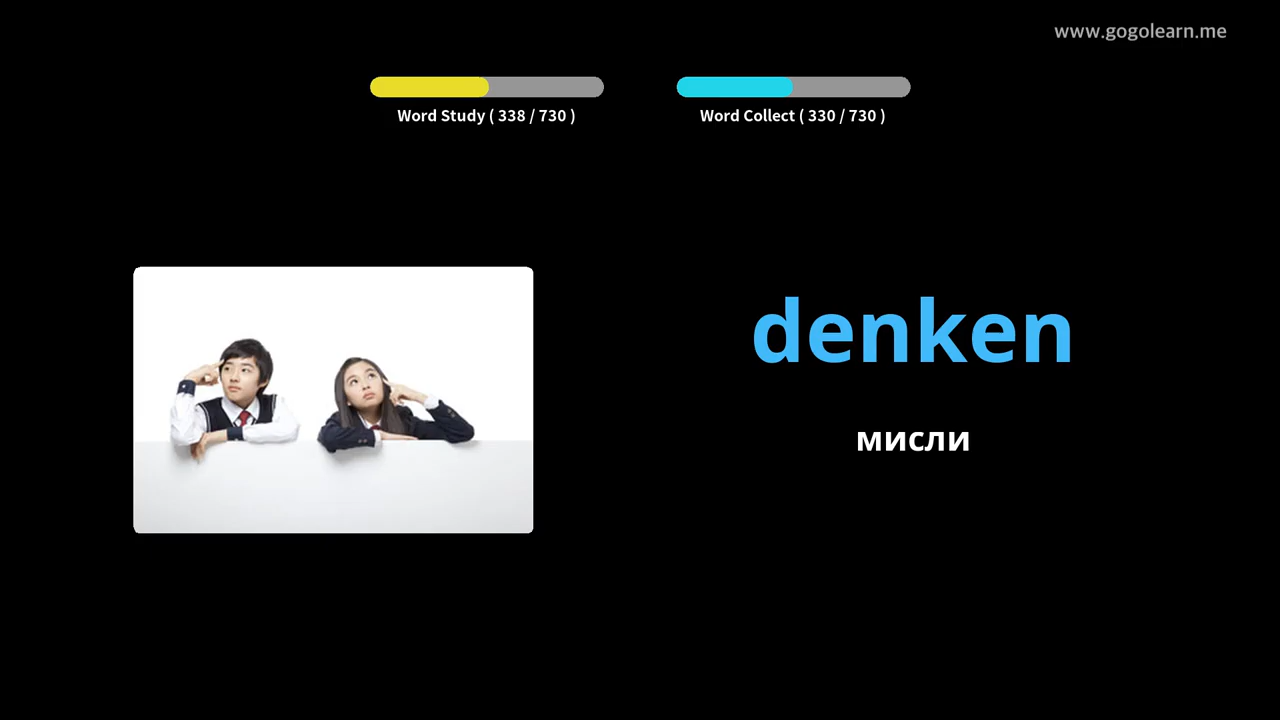 www.gogolearn.me
Word Study ( 338 / 730 )
Word Collect ( 330 / 730 )
denken
мисли